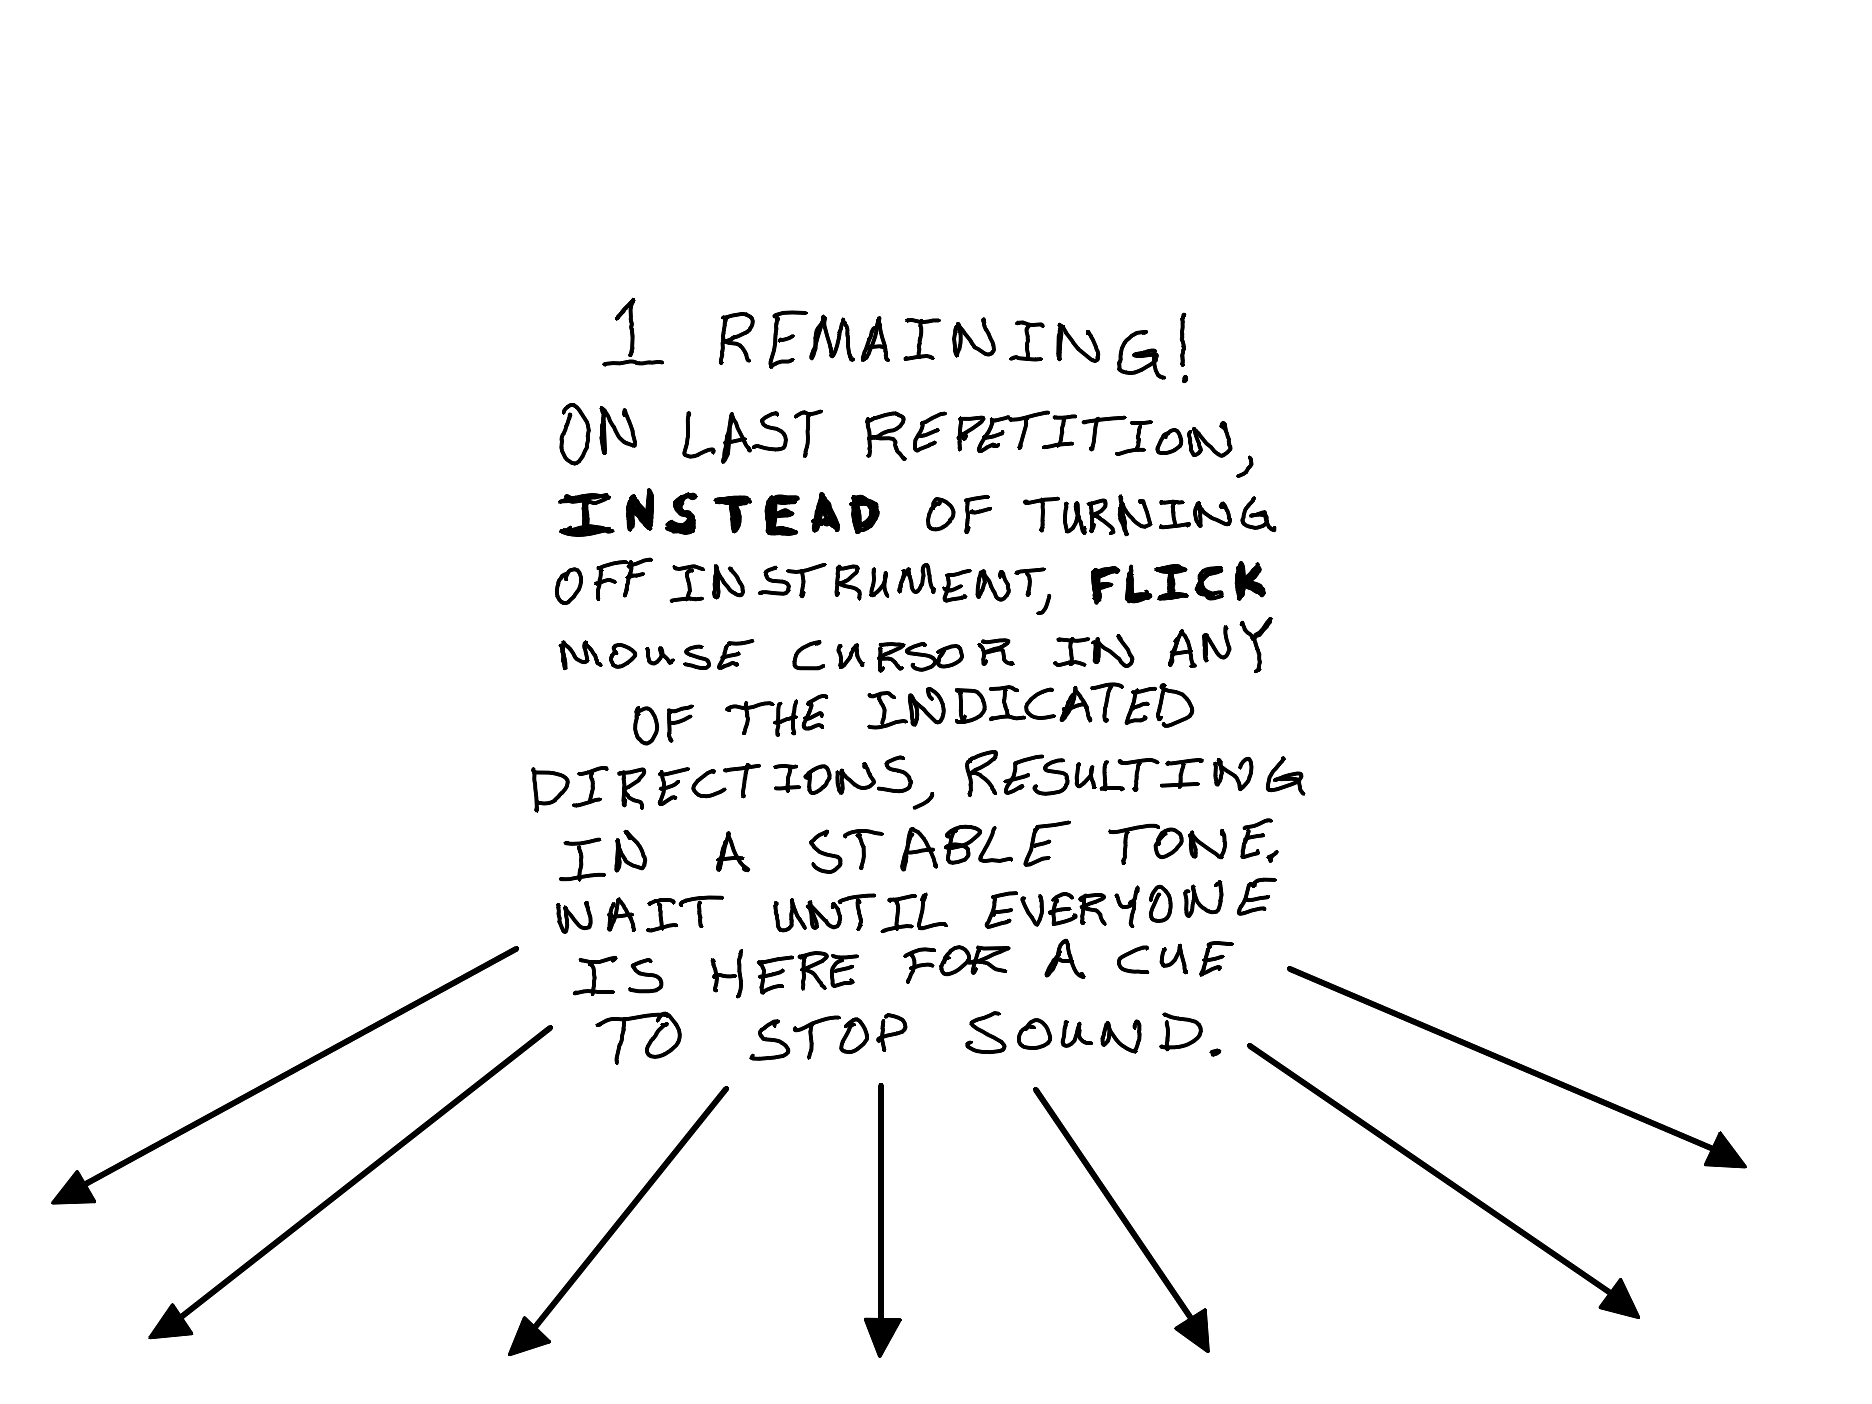 1 REMAINING!
ON LAST REPETITION,
INSTEAD OF TURNING
OFF INSTRUMENT, FLICK
MOUSE CURSOR IN ANY
OF THE INDICATED
DIRECTIONS, RESULTING
IN A STABLE TONE.
WAIT UNTIL EVERYONE
IS HERE FOR A CUE
TO STOP SOUND.